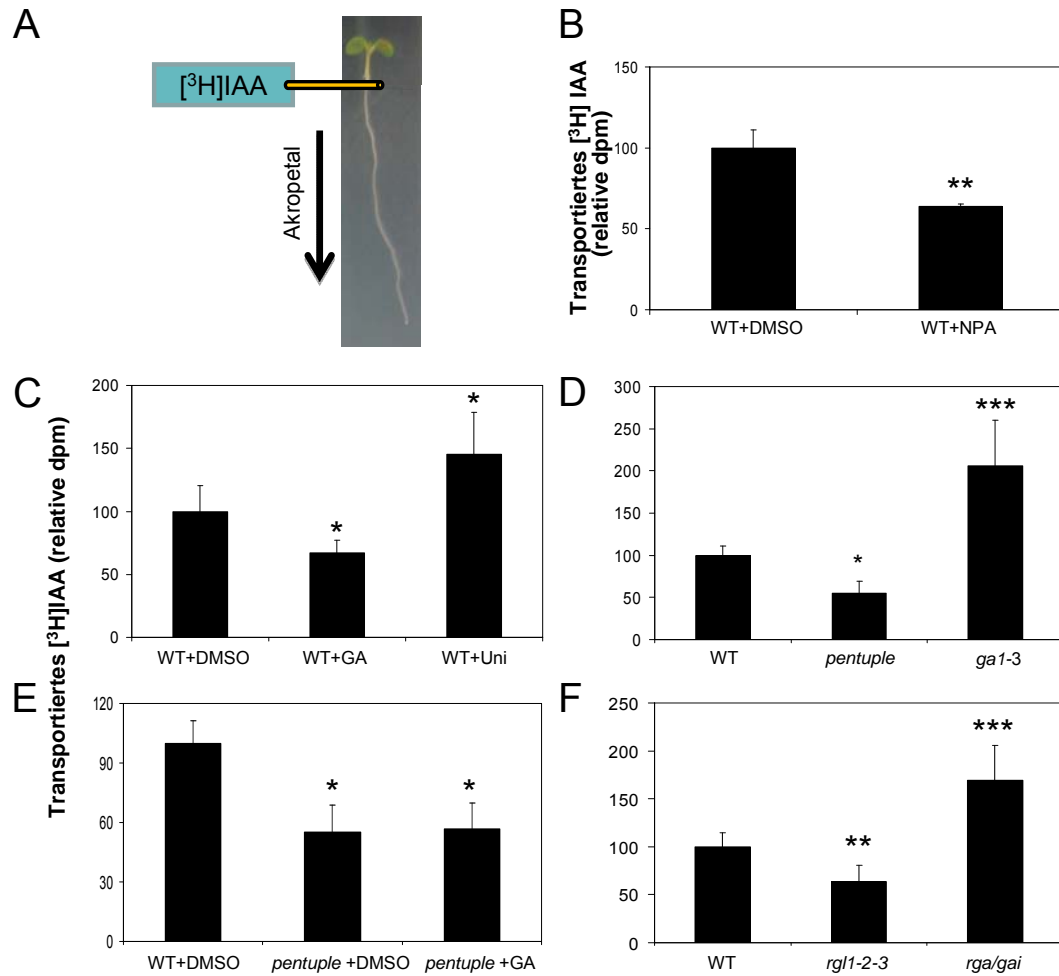 A
[³H]IAA
Akropetal
B
Transportiertes [³H] IAA
(relative dpm)
150
100
50
0
**
WT+DMSO WT+NPA
C
Transportiertes [³H]IAA (relative dpm)
200
150
100
50
0
*
*
WT+DMSO WT+GA WT+Uni
D
300
250
200
150
100
50
0
*
***
WT pentuple ga1-3
E
120
90
60
30
0
*
*
WT+DMSO pentuple +DMSO pentuple +GA
F
250
200
150
100
50
0
**
***
WT rgl1-2-3 rga/gai